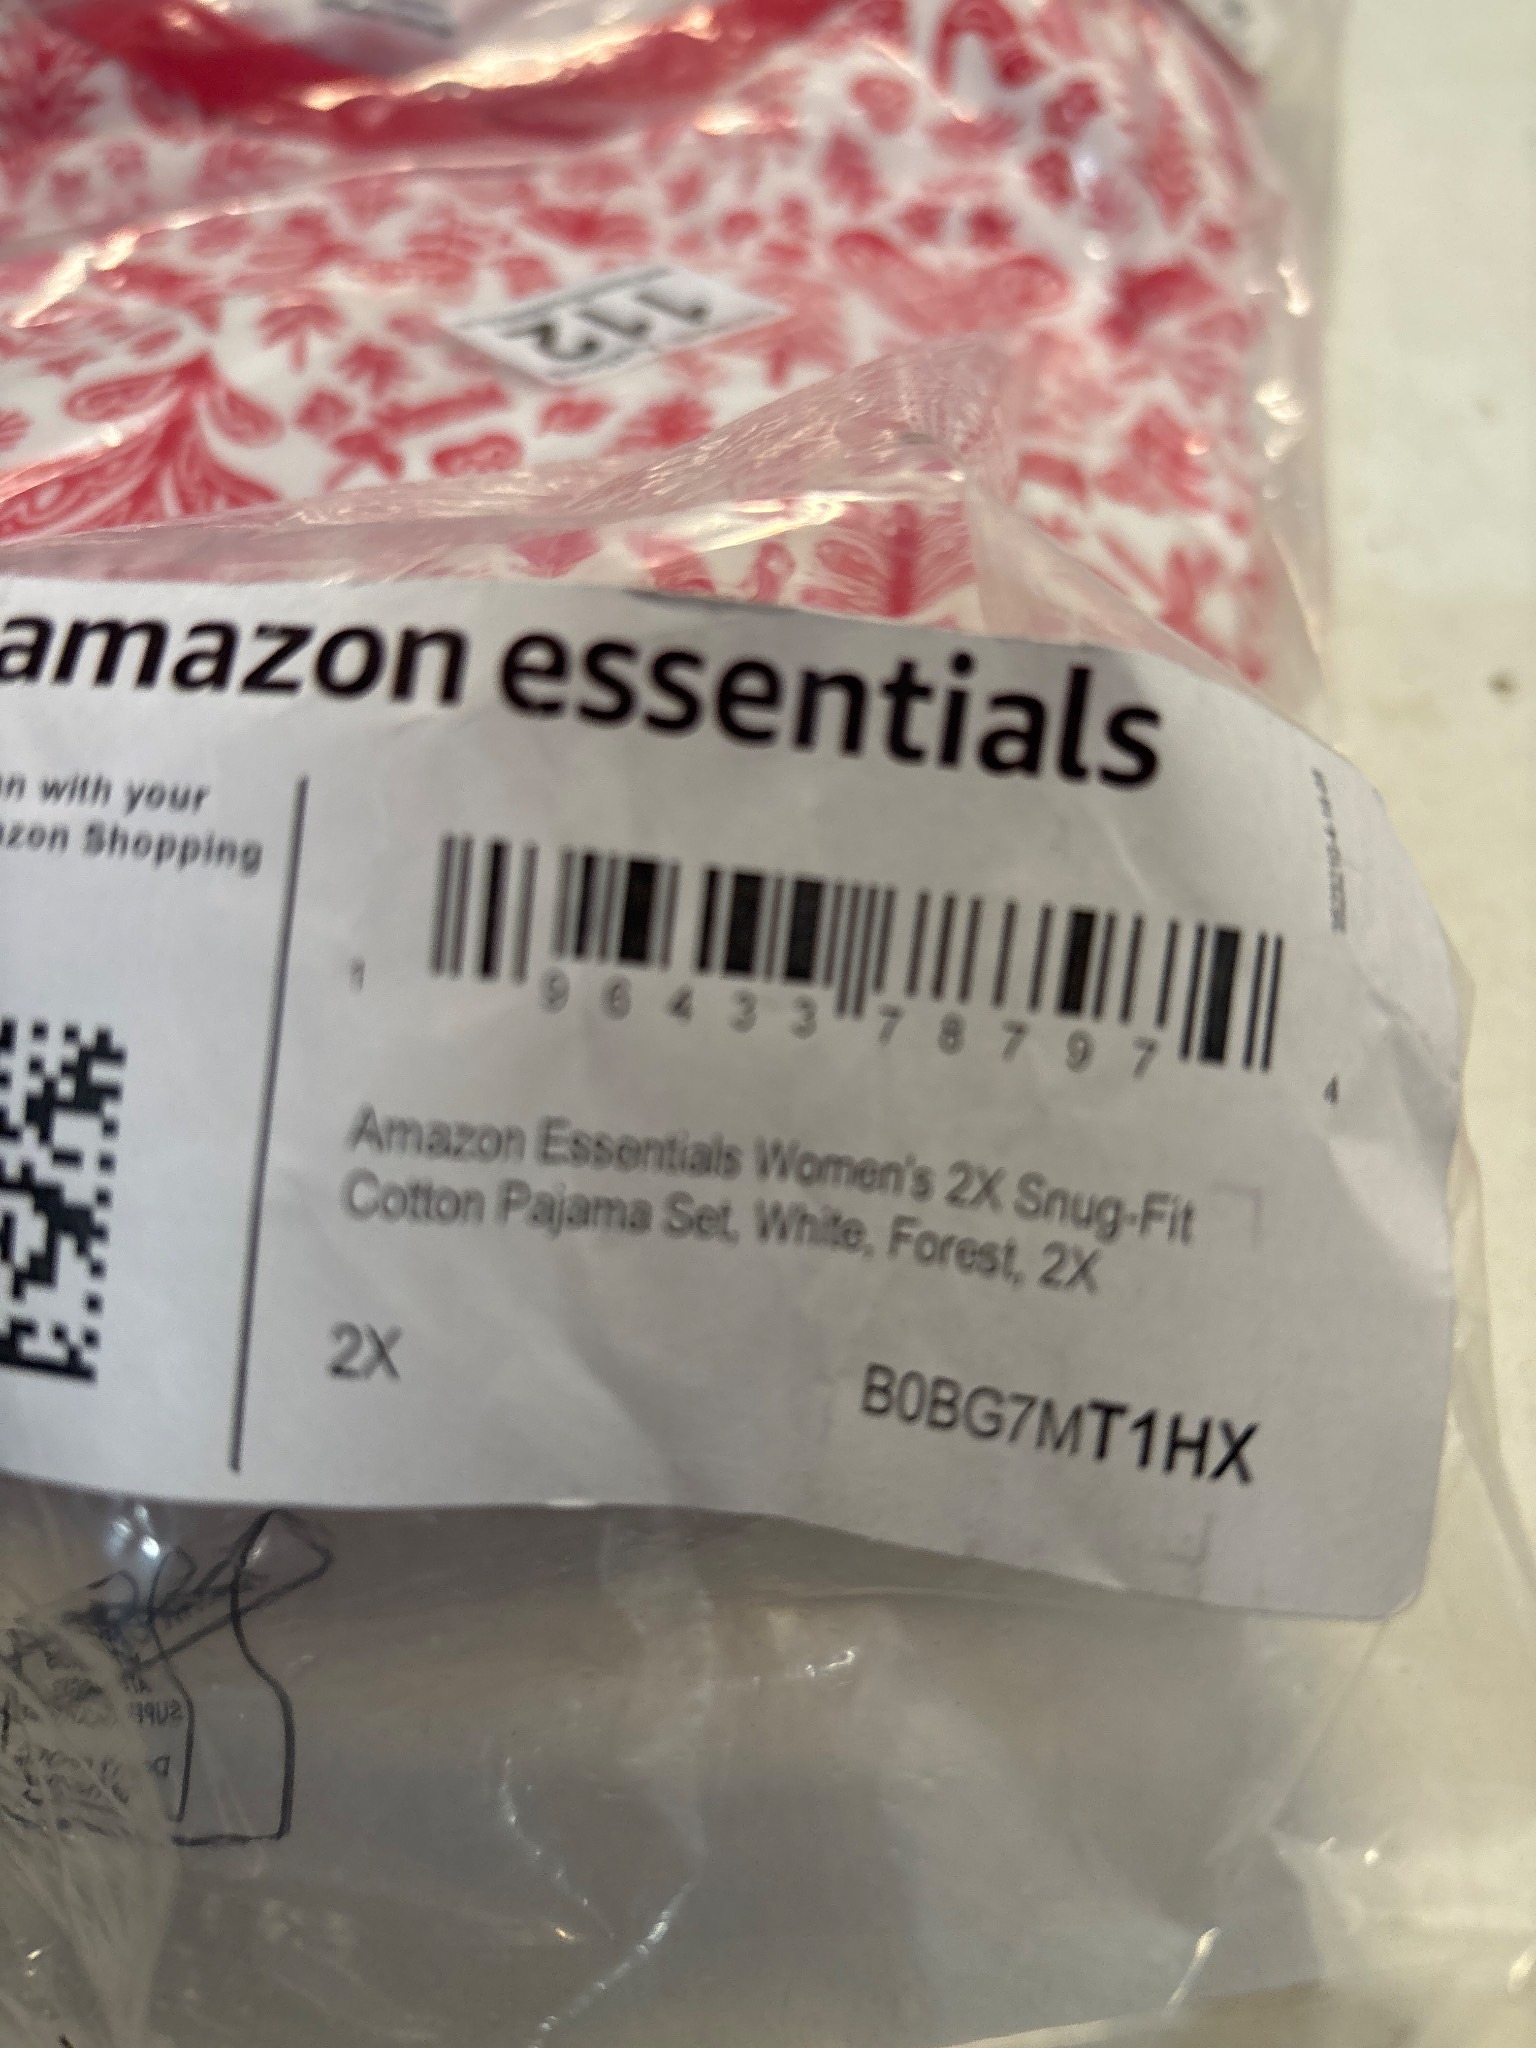 112
amazon essentials
with your
Shopping
1 96433 78797 4
Amazon Essentials Women's 2X Snug-Fit
Cotton Pajama Set, White, Forest, 2X
2X
B0BG7MT1HX